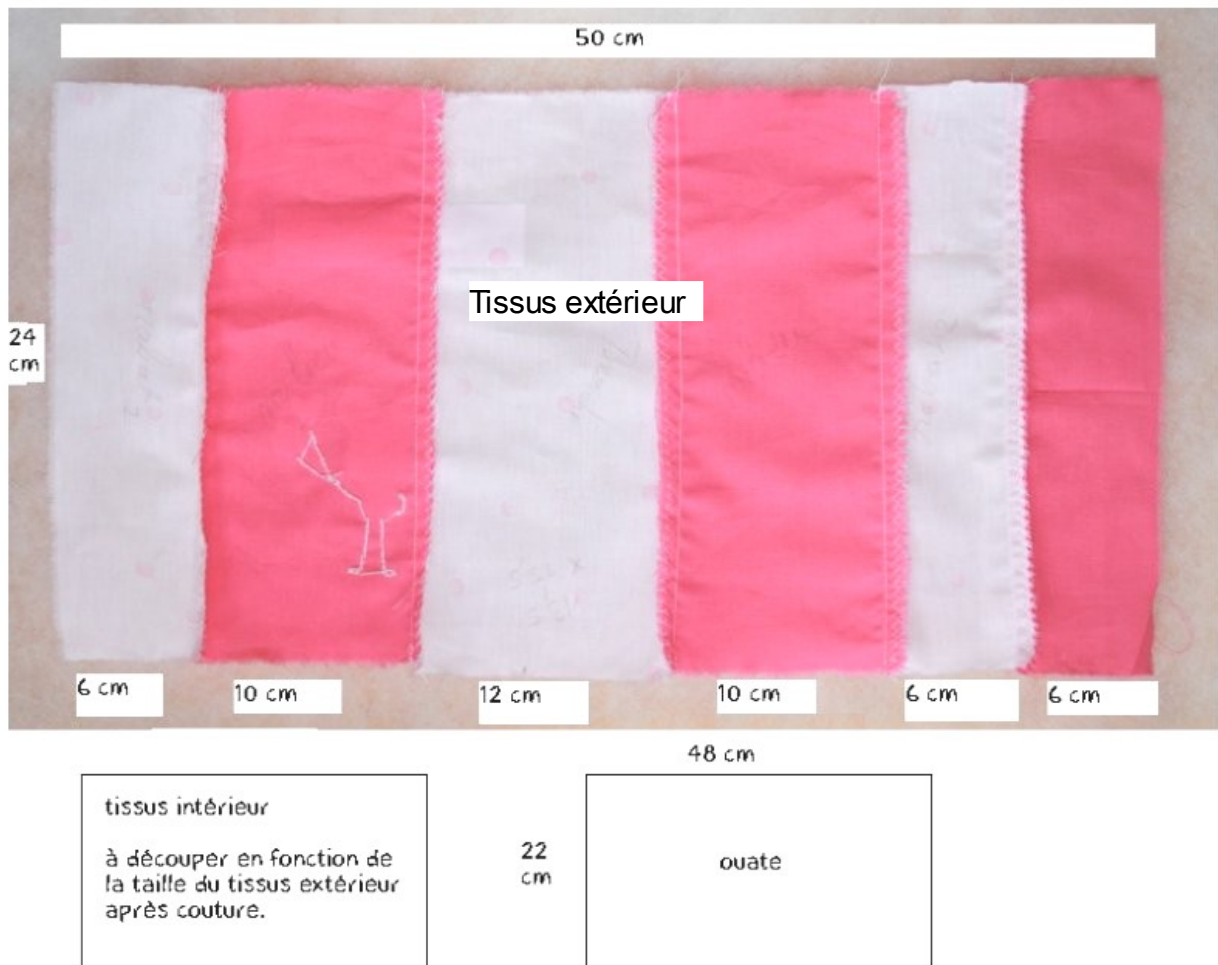 50 cm
Tissus extérieur
24
cm
6 cm
10 cm
12 cm
10 cm
6 cm
6 cm
48 cm
tissus intérieur
à découper en fonction de
la taille du tissus extérieur
après couture.
22
cm
ouate